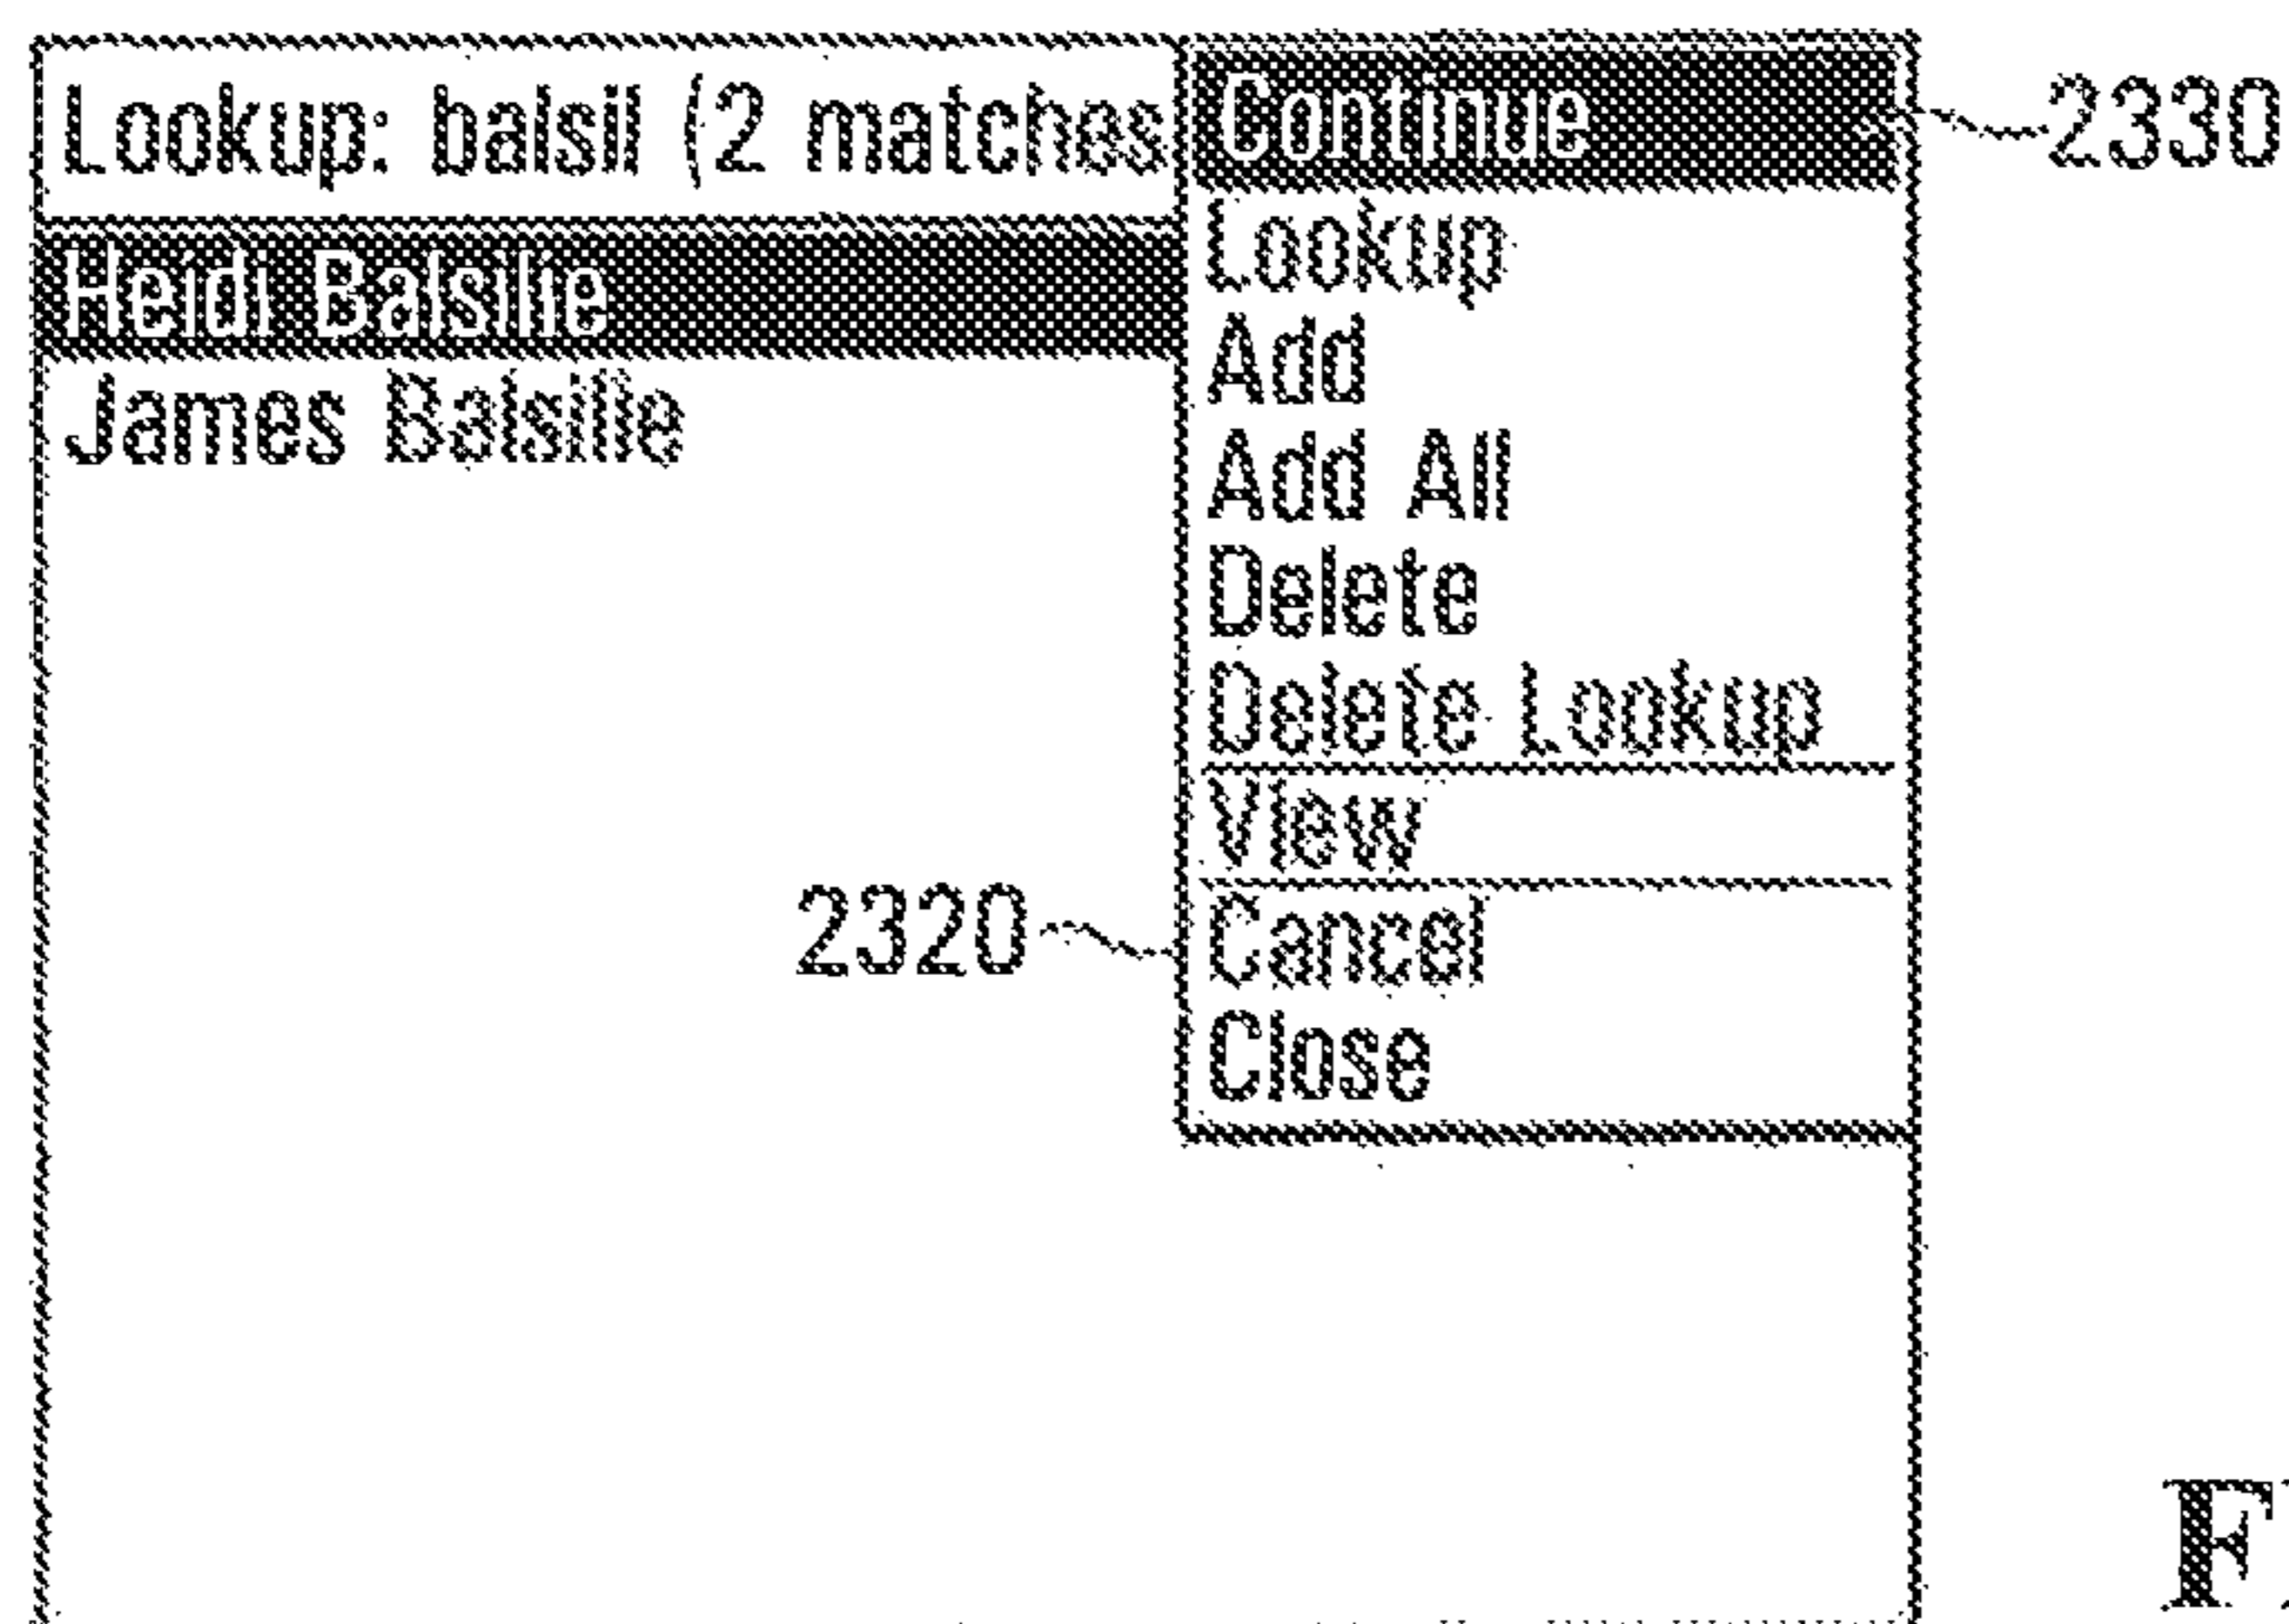 Lookup: balsil (2 matches
Heidi Balsilie
James Balsillie
Continue
2330
Lookup
Add
Add All
Delete
Delete Lookup
View
2320
Cancel
Close
F